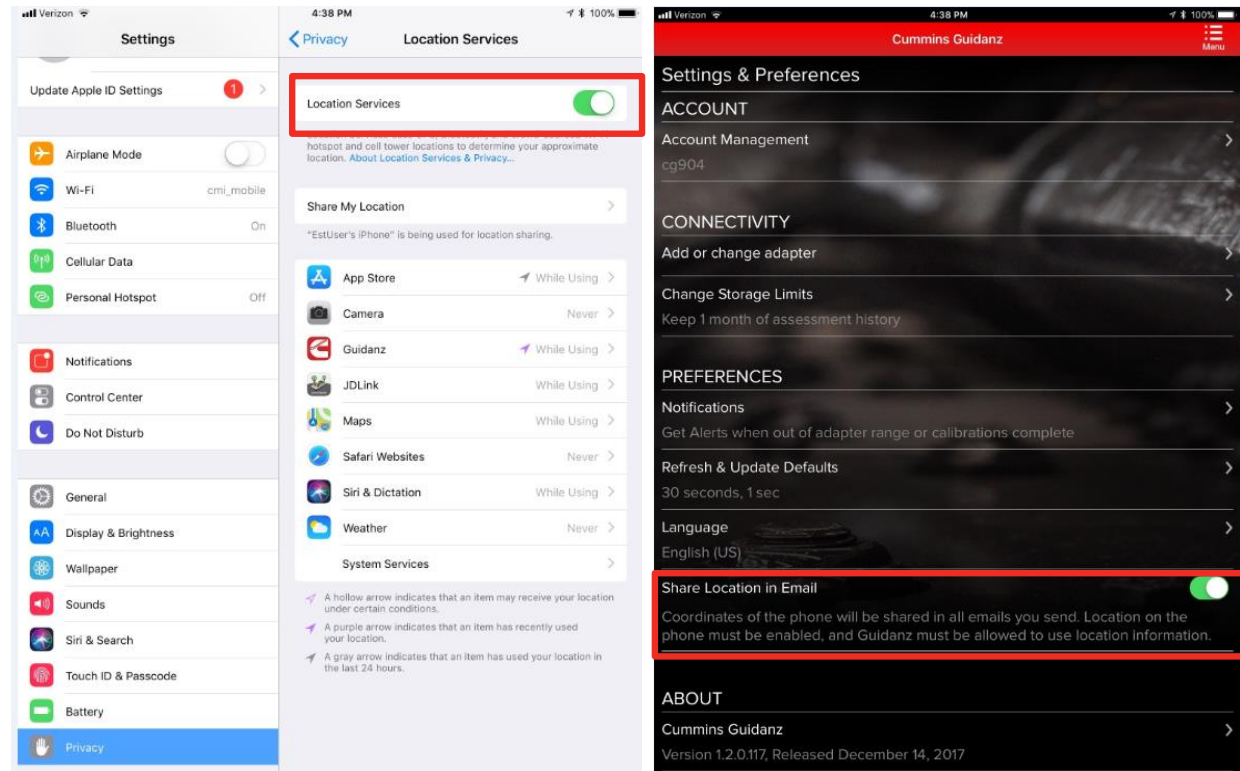 Verizon
4:38 PM
100%
Settings
Update Apple ID Settings
1
Airplane Mode
Wi-Fi
cmi_mobile
Bluetooth
On
Cellular Data
Personal Hotspot
Off
Notifications
Control Center
Do Not Disturb
General
AA
Display & Brightness
Wallpaper
Sounds
Siri & Search
Touch ID & Passcode
Battery
Privacy
Privacy
Location Services
Location Services
hotspot and cell tower locations to determine your approximate
location. About Location Services & Privacy...
Share My Location
"EstUser's iPhone" is being used for location sharing.
App Store
While Using
Camera
Never
Guidanz
While Using
JDLink
While Using
Maps
While Using
Safari Websites
Never
Siri & Dictation
While Using
Weather
Never
System Services
A hollow arrow indicates that an item may receive your location
under certain conditions.
A purple arrow indicates that an item has recently used
your location.
A gray arrow indicates that an item has used your location in
the last 24 hours.
Verizon
4:38 PM
100%
Cummins Guidanz
Menu
Settings & Preferences
ACCOUNT
Account Management
cg904
CONNECTIVITY
Add or change adapter
Change Storage Limits
Keep 1 month of assessment history
PREFERENCES
Notifications
Get Alerts when out of adapter range or calibrations complete
Refresh & Update Defaults
30 seconds, 1 sec
Language
English (US)
Share Location in Email
Coordinates of the phone will be shared in all emails you send. Location on the
phone must be enabled, and Guidanz must be allowed to use location information.
ABOUT
Cummins Guidanz
Version 1.2.0.117, Released December 14, 2017